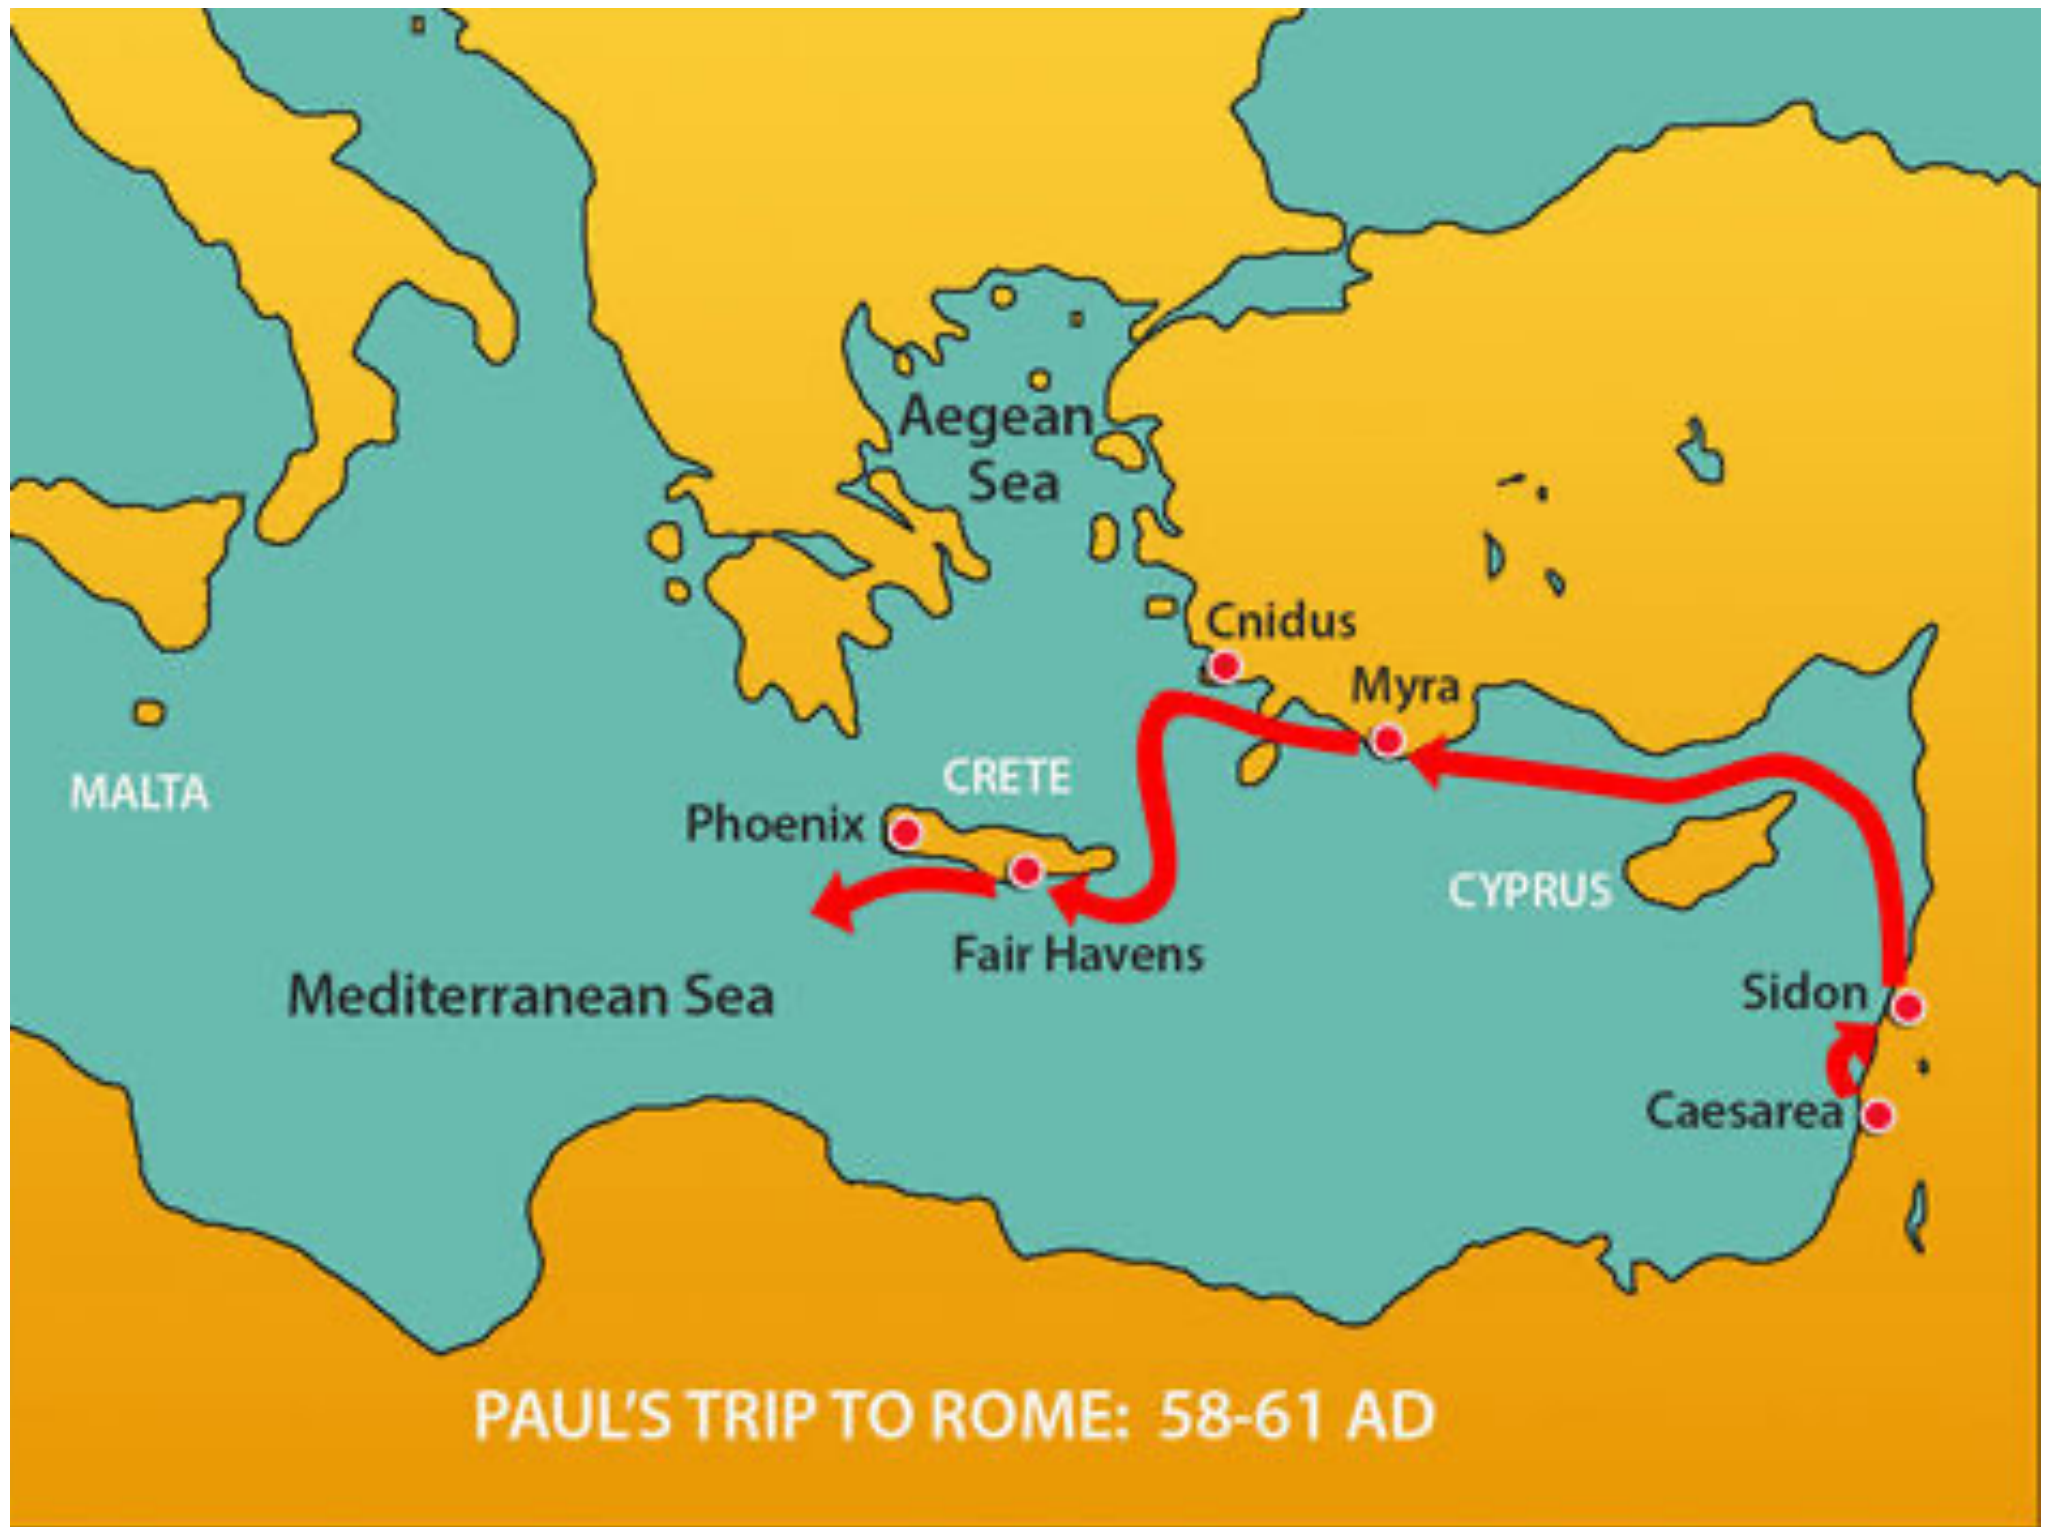 Aegean
Sea
Cnidus
Myra
CRETE
MALTA
Phoenix
CYPRUS
Fair Havens
Mediterranean Sea
Sidon
Caesarea
PAUL'S TRIP TO ROME: 58-61 AD